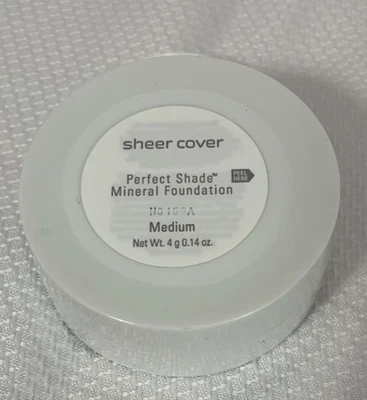 sheer cover
Perfect Shade™
PEEL
HERE
Mineral Foundation
Medium
Net Wt. 4 g 0.14 oz.